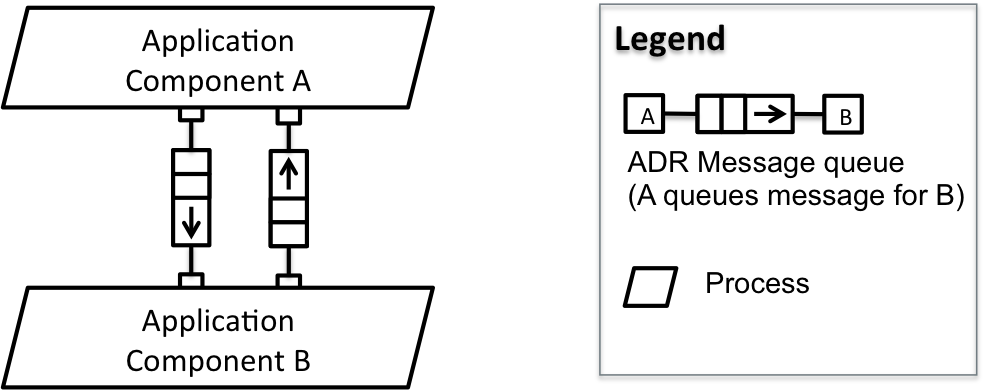 Application
Component A
Application
Component B
Legend
A
B
ADR Message queue
(A queues message for B)
Process